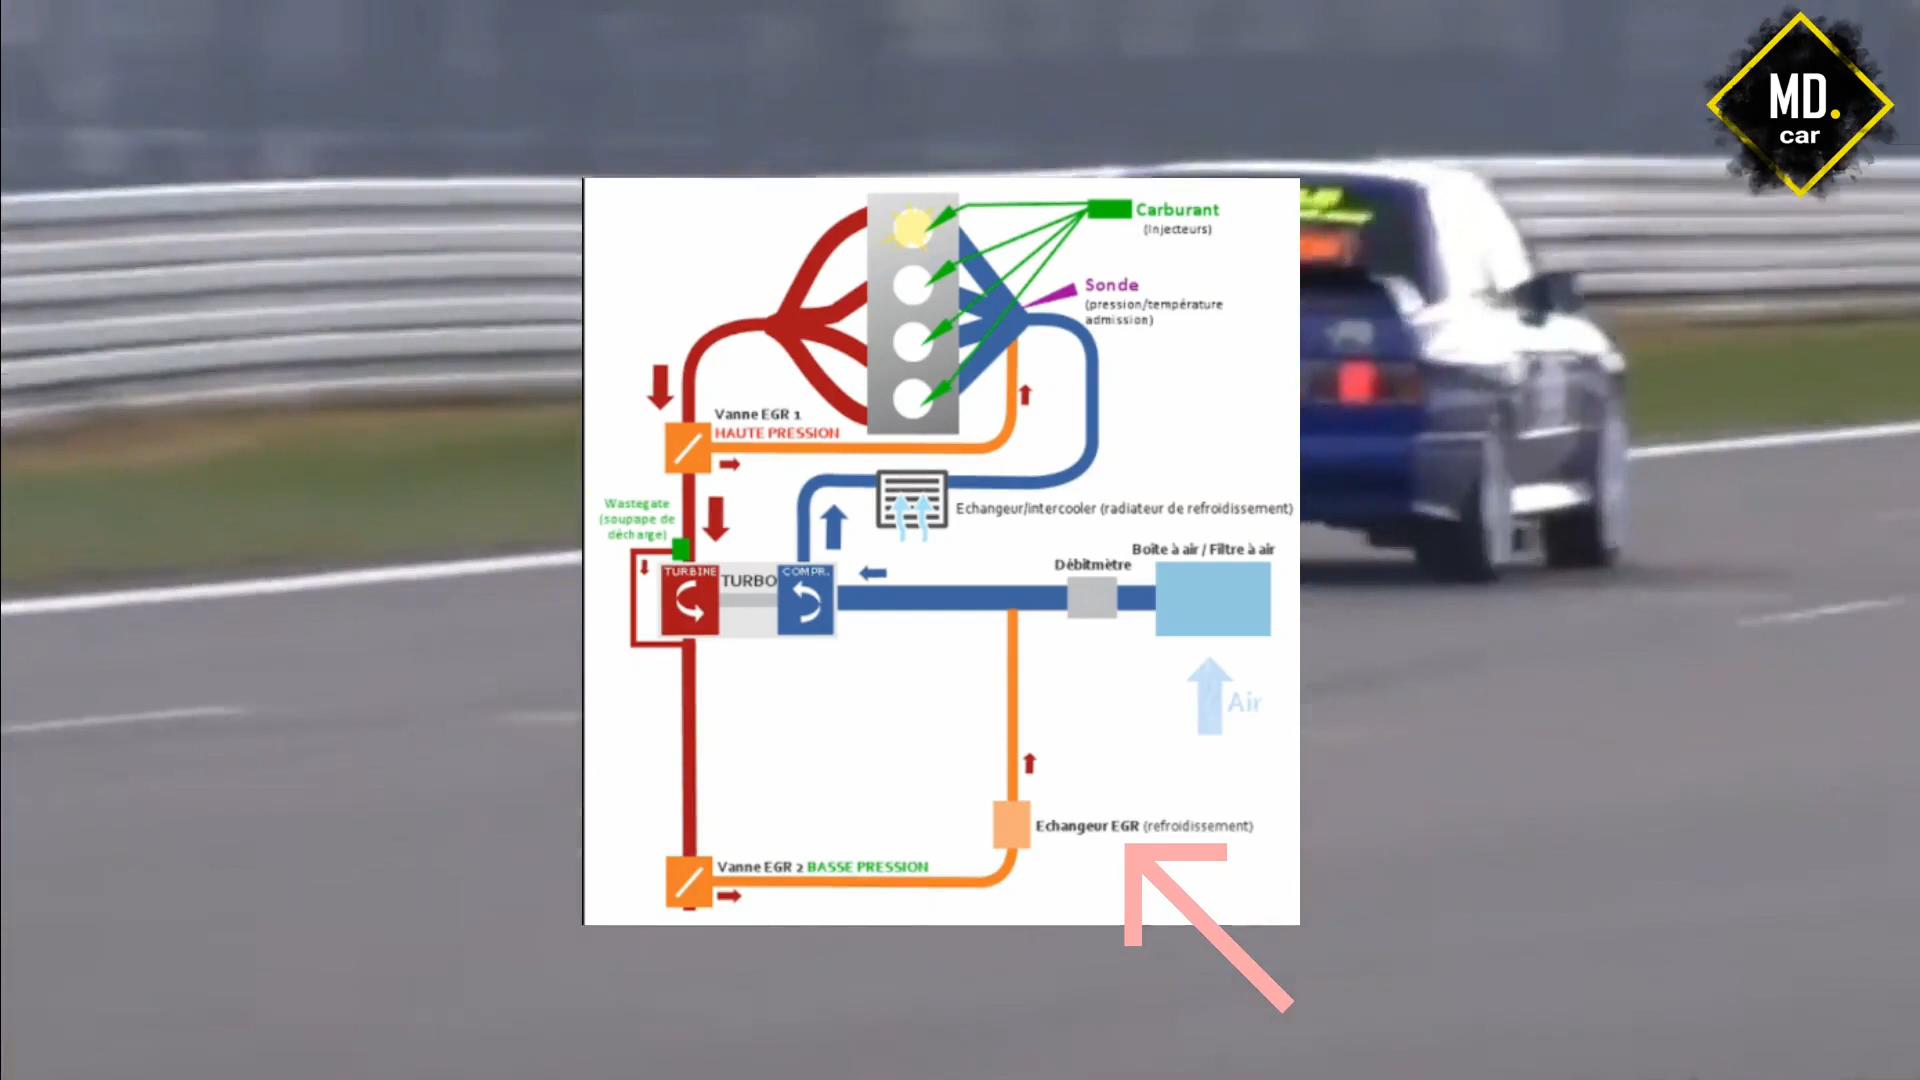 MD.
car
Carburant
(Injecteurs)
Sonde
(pression/température
admission)
Vanne EGR 1
HAUTE PRESSION
Wastegate
(soupape de
décharge)
Echangeur/intercooler (radiateur de refroidissement)
Boîte à air / Filtre à air
Débitmètre
TURBINE
TURBO
COMPR.
Air
Echangeur EGR (refroidissement)
Vanne EGR 2 BASSE PRESSION